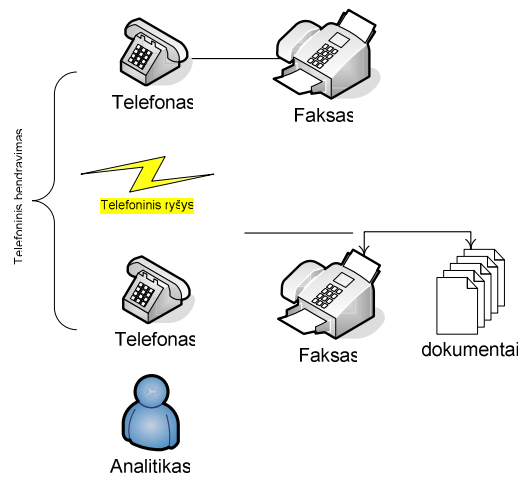 Telefonas
Faksas
Telefoninis bendravimas
Telefoninis ryšys
Telefonas
Faksas
dokumentai
Analitikas